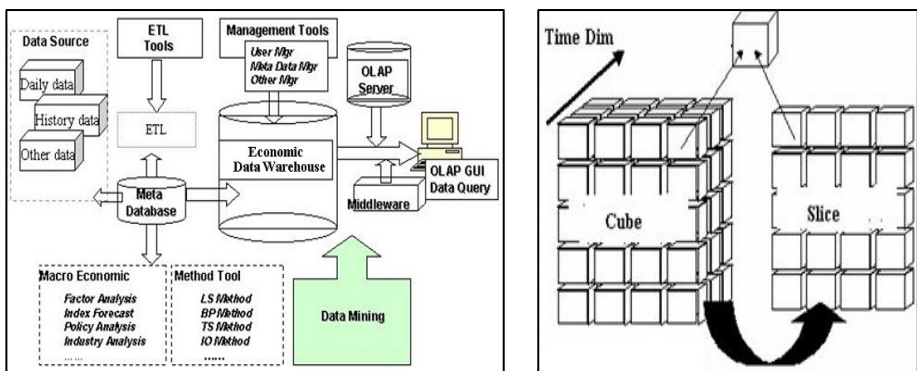 Data Source
Daily data
History data
Other data
ETL
Tools
ETL
Meta
Database
Management Tools
User Mgr
Meta Data Mgr
Other Mgr
Economic
Data Warehouse
OLAP
Server
OLAP GUI
Data Query
Middleware
Macro Economic
Factor Analysis
Index Forecast
Policy Analysis
Industry Analysis
……
Method Tool
LS Method
BP Method
TS Method
IO Method
……
Data Mining
Time Dim
Cube
Slice